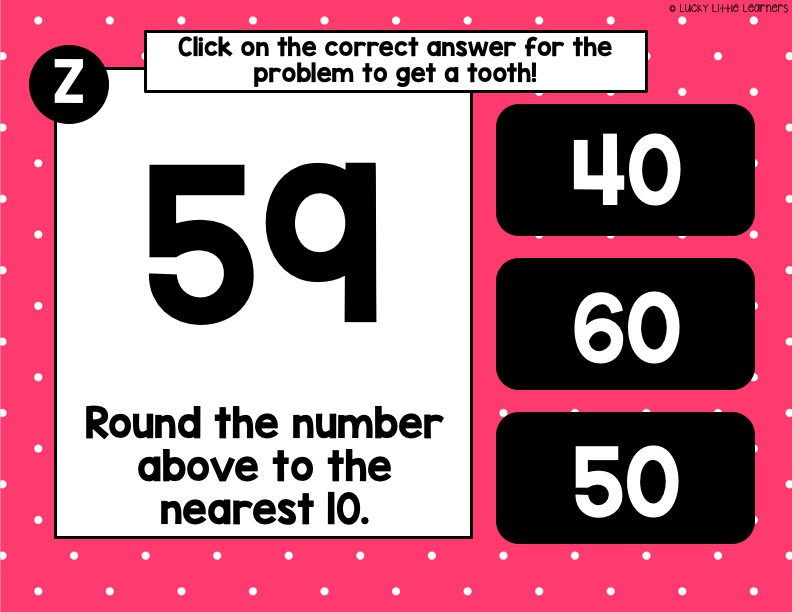 © Lucky Little Learners
Click on the correct answer for the
problem to get a tooth!
Z
59
Round the number
above to the
nearest 10.
40
60
50